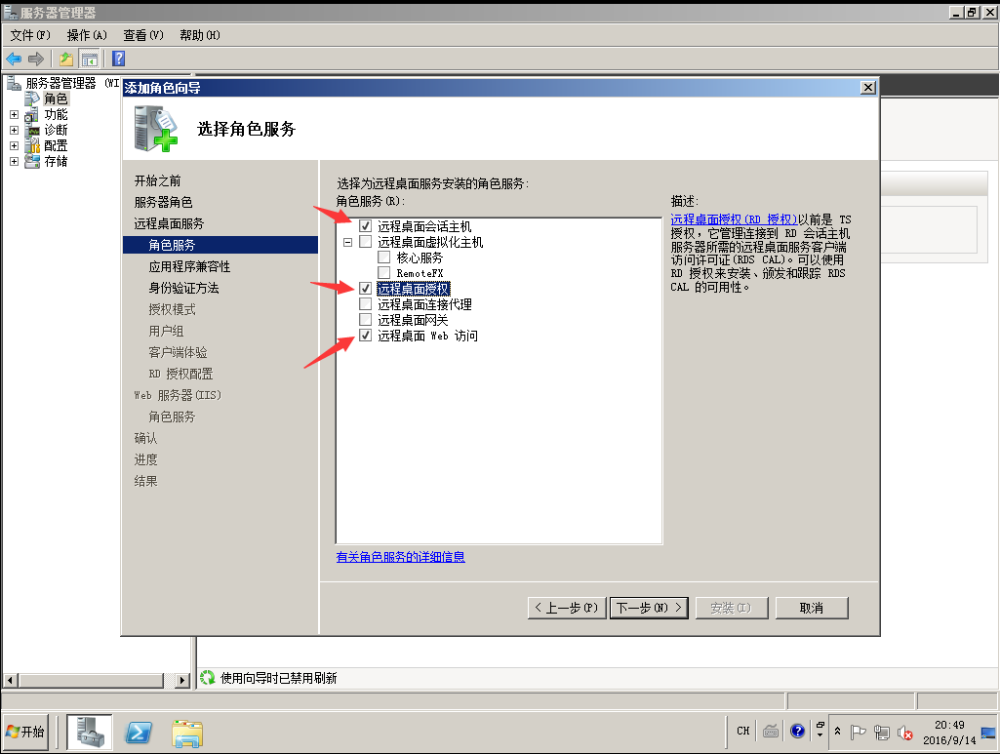 服务器管理器
文件(F) 操作(A) 查看(V) 帮助(H)
服务器管理器 (WI
角色
功能
诊断
配置
存储
添加角色向导
选择角色服务
开始之前
服务器角色
远程桌面服务
角色服务
应用程序兼容性
身份验证方法
授权模式
用户组
客户端体验
RD 授权配置
Web 服务器(IIS)
角色服务
确认
进度
结果
选择为远程桌面服务安装的角色服务:
角色服务(R):
远程桌面会话主机
远程桌面虚拟化主机
核心服务
RemoteFX
远程桌面授权
远程桌面连接代理
远程桌面网关
远程桌面 Web 访问
有关角色服务的详细信息
描述:
远程桌面授权(RD 授权)以前是 TS
授权，它管理连接到 RD 会话主机
服务器所需的远程桌面服务客户端
访问许可证(RDS CAL)。可以使用
RD 授权来安装、颁发和跟踪 RDS
CAL 的可用性。
< 上一步(P) 下一步(N) > 安装(I) 取消
使用向导时已禁用刷新
开始
CH
20:49
2016/9/14